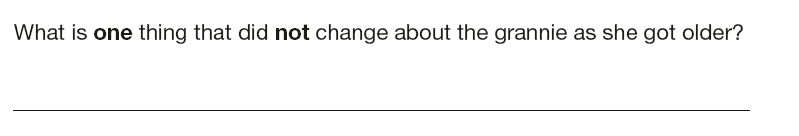 What is one thing that did not change about the grannie as she got older?